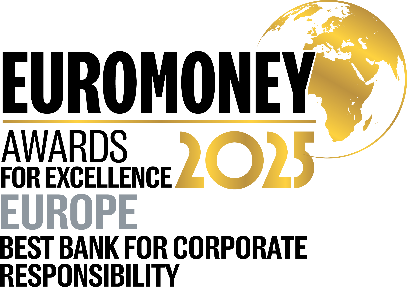 EUROMONEY
AWARDS
FOR EXCELLENCE 2025
EUROPE
BEST BANK FOR CORPORATE
RESPONSIBILITY